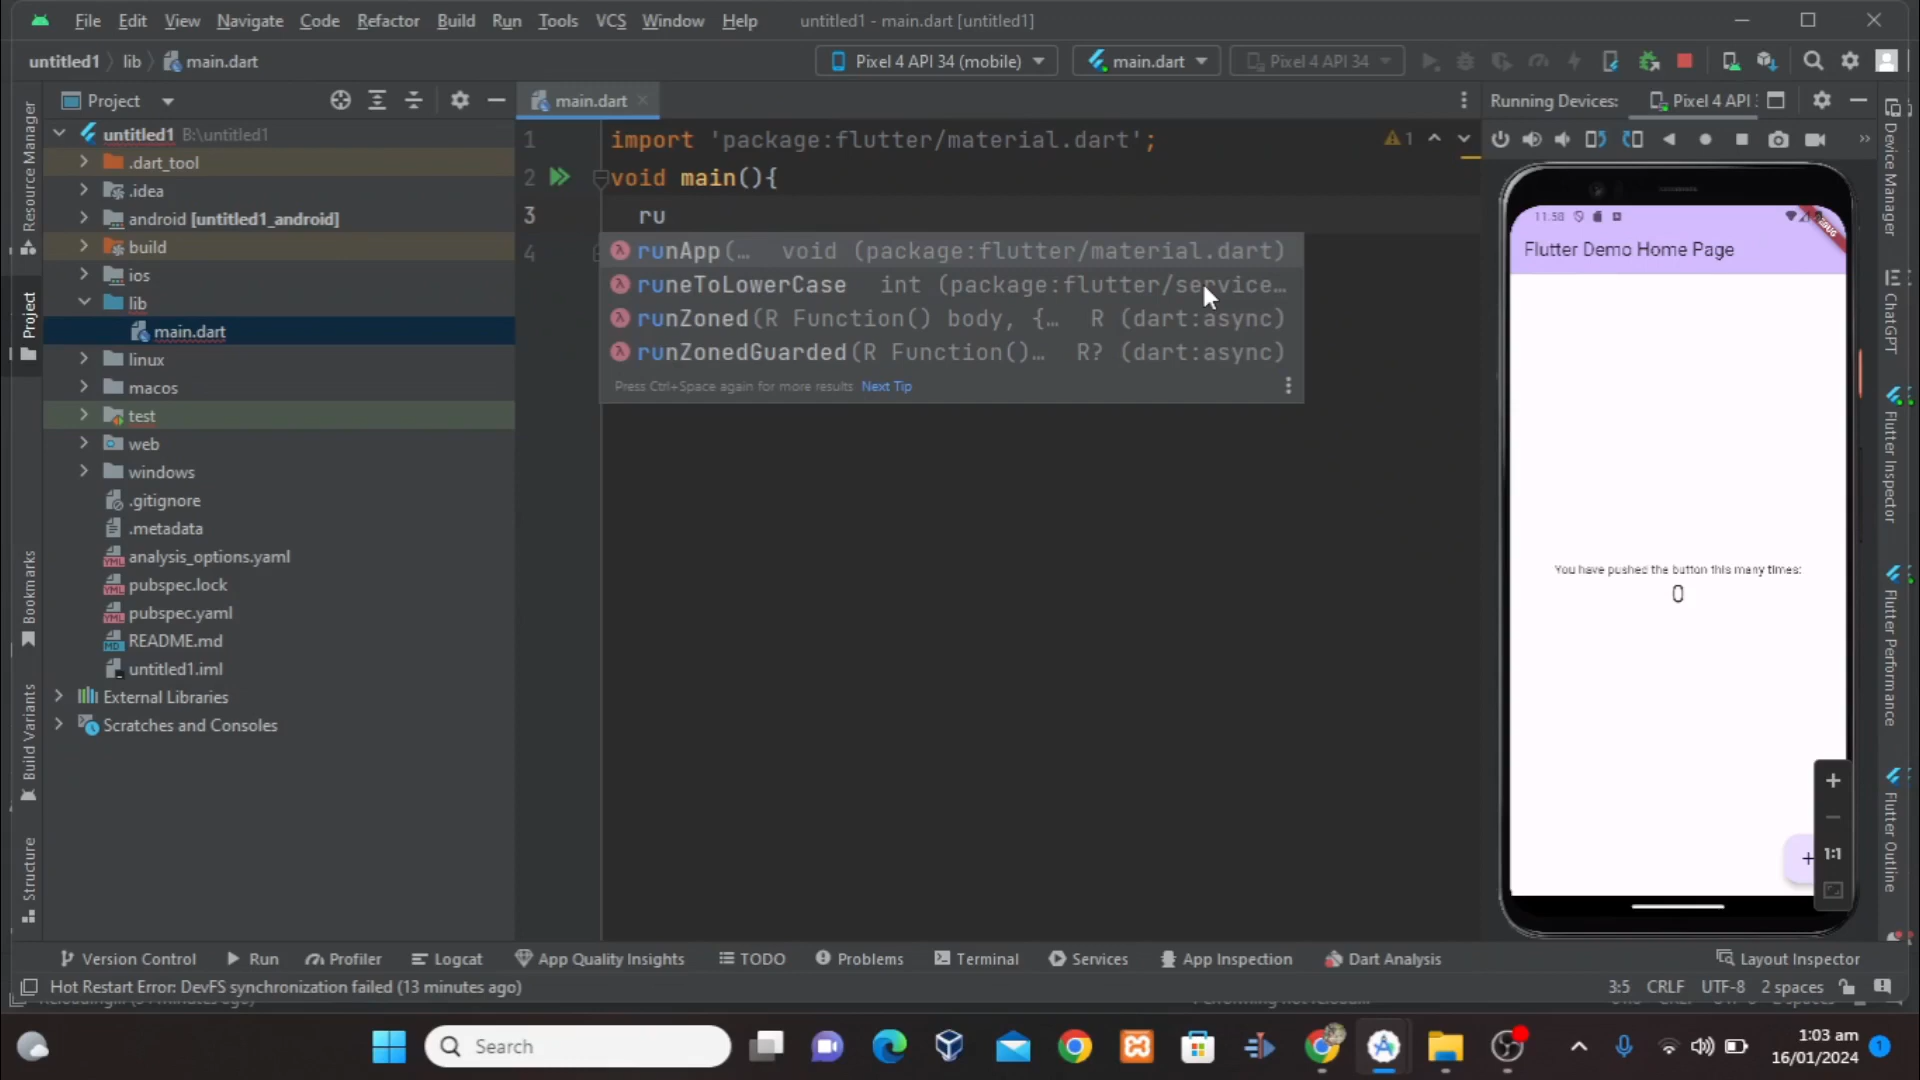 File Edit View Navigate Code Refactor Build Run Tools VCS Window Help untitled1 - main.dart [untitled1]
untitled1 lib main.dart Pixel 4 API 34 (mobile) main.dart Pixel 4 API 34
Project main.dart Running Devices: Pixel 4 API
untitled1 B:\untitled1
.dart_tool
.idea
android [untitled1_android]
build
ios
lib
main.dart
linux
macos
test
web
windows
.gitignore
.metadata
analysis_options.yaml
pubspec.lock
pubspec.yaml
README.md
untitled1.iml
External Libraries
Scratches and Consoles
Resource Manager
Project
Bookmarks
Build Variants
Structure
1 import 'package:flutter/material.dart';
2 void main(){
3 ru
4
runApp(… void (package:flutter/material.dart)
runeToLowerCase int (package:flutter/service…
runZoned(R Function() body, {… R (dart:async)
runZonedGuarded(R Function()… R? (dart:async)
Press Ctrl+Space again for more results Next Tip
1
11:58
DEBUG
Flutter Demo Home Page
You have pushed the button this many times:
0
+
1:1
Device Manager
ChatGPT
Flutter Inspector
Flutter Performance
Flutter Outline
Version Control Run Profiler Logcat App Quality Insights TODO Problems Terminal Services App Inspection Dart Analysis Layout Inspector
Hot Restart Error: DevFS synchronization failed (13 minutes ago) 3:5 CRLF UTF-8 2 spaces
Search
1:03 am
16/01/2024
1